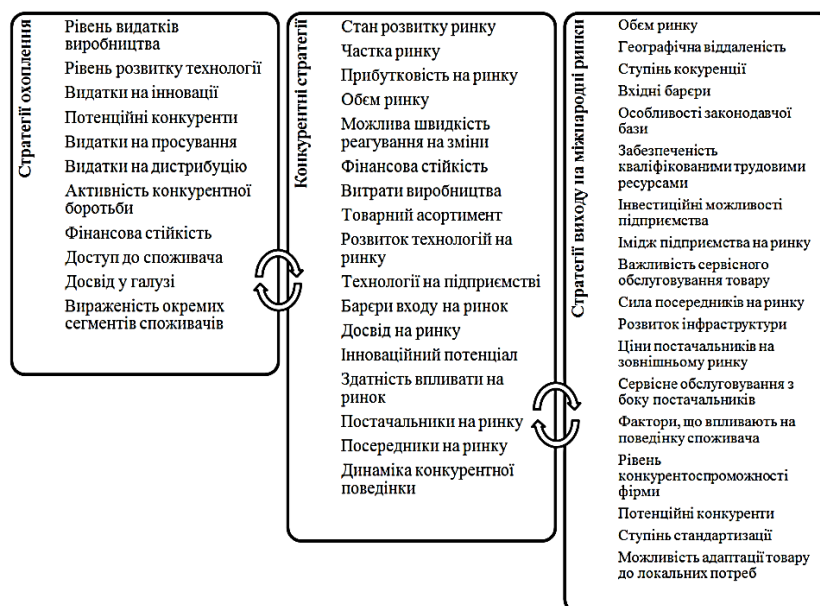 Стратегії охоплення
Рівень видатків
виробництва
Рівень розвитку технології
Видатки на інновації
Потенційні конкуренти
Видатки на просування
Видатки на дистрибуцію
Активність конкурентної
боротьби
Фінансова стійкість
Доступ до споживача
Досвід у галузі
Вираженість окремих
сегментів споживачів
Конкурентні стратегії
Стан розвитку ринку
Частка ринку
Прибутковість на ринку
Обєм ринку
Можлива швидкість
реагування на зміни
Фінансова стійкість
Витрати виробництва
Товарний асортимент
Розвиток технологій на
ринку
Технології на підприємстві
Барєри входу на ринок
Досвід на ринку
Інноваційний потенціал
Здатність впливати на
ринок
Постачальники на ринку
Посередники на ринку
Динаміка конкурентної
поведінки
Стратегії виходу на міжнародні ринки
Обєм ринку
Географічна віддаленість
Ступінь кокуренції
Вхідні барєри
Особливості законодавчої
бази
Забезпеченість
кваліфікованими трудовими
ресурсами
Інвестиційні можливості
підприємства
Імідж підприємства на ринку
Важливість сервісного
обслуговування товару
Сила посередників на ринку
Розвиток інфраструктури
Ціни постачальників на
зовнішньому ринку
Сервісне обслуговування з
боку постачальників
Фактори, що впливають на
поведінку споживача
Рівень
конкурентоспроможності
фірми
Потенційні конкуренти
Ступінь стандартизації
Можливість адаптації товару
до локальних потреб